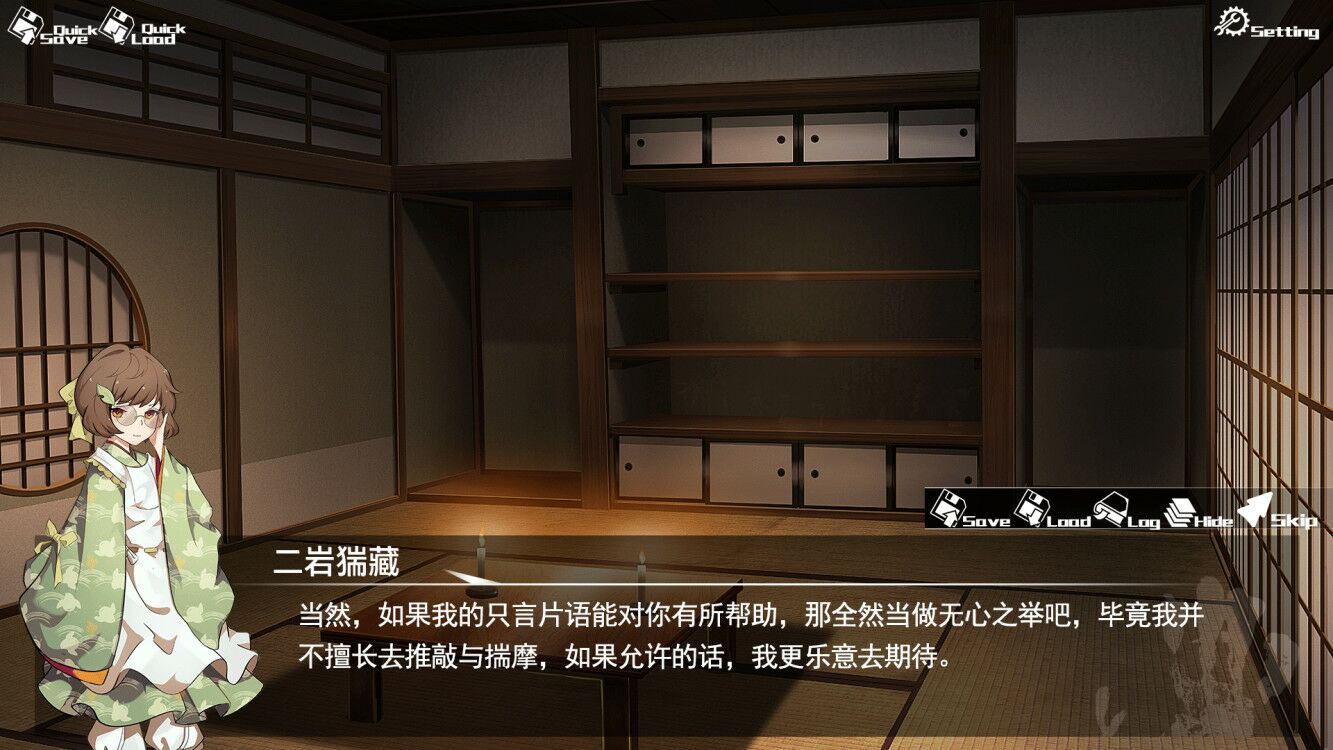 Quick Save
Quick Load
Setting
Save
Load
Log
Hide
Skip
二岩猯藏
当然，如果我的只言片语能对你有所帮助，那全然当做无心之举吧，毕竟我并
不擅长去推敲与揣摩，如果允许的话，我更乐意去期待。